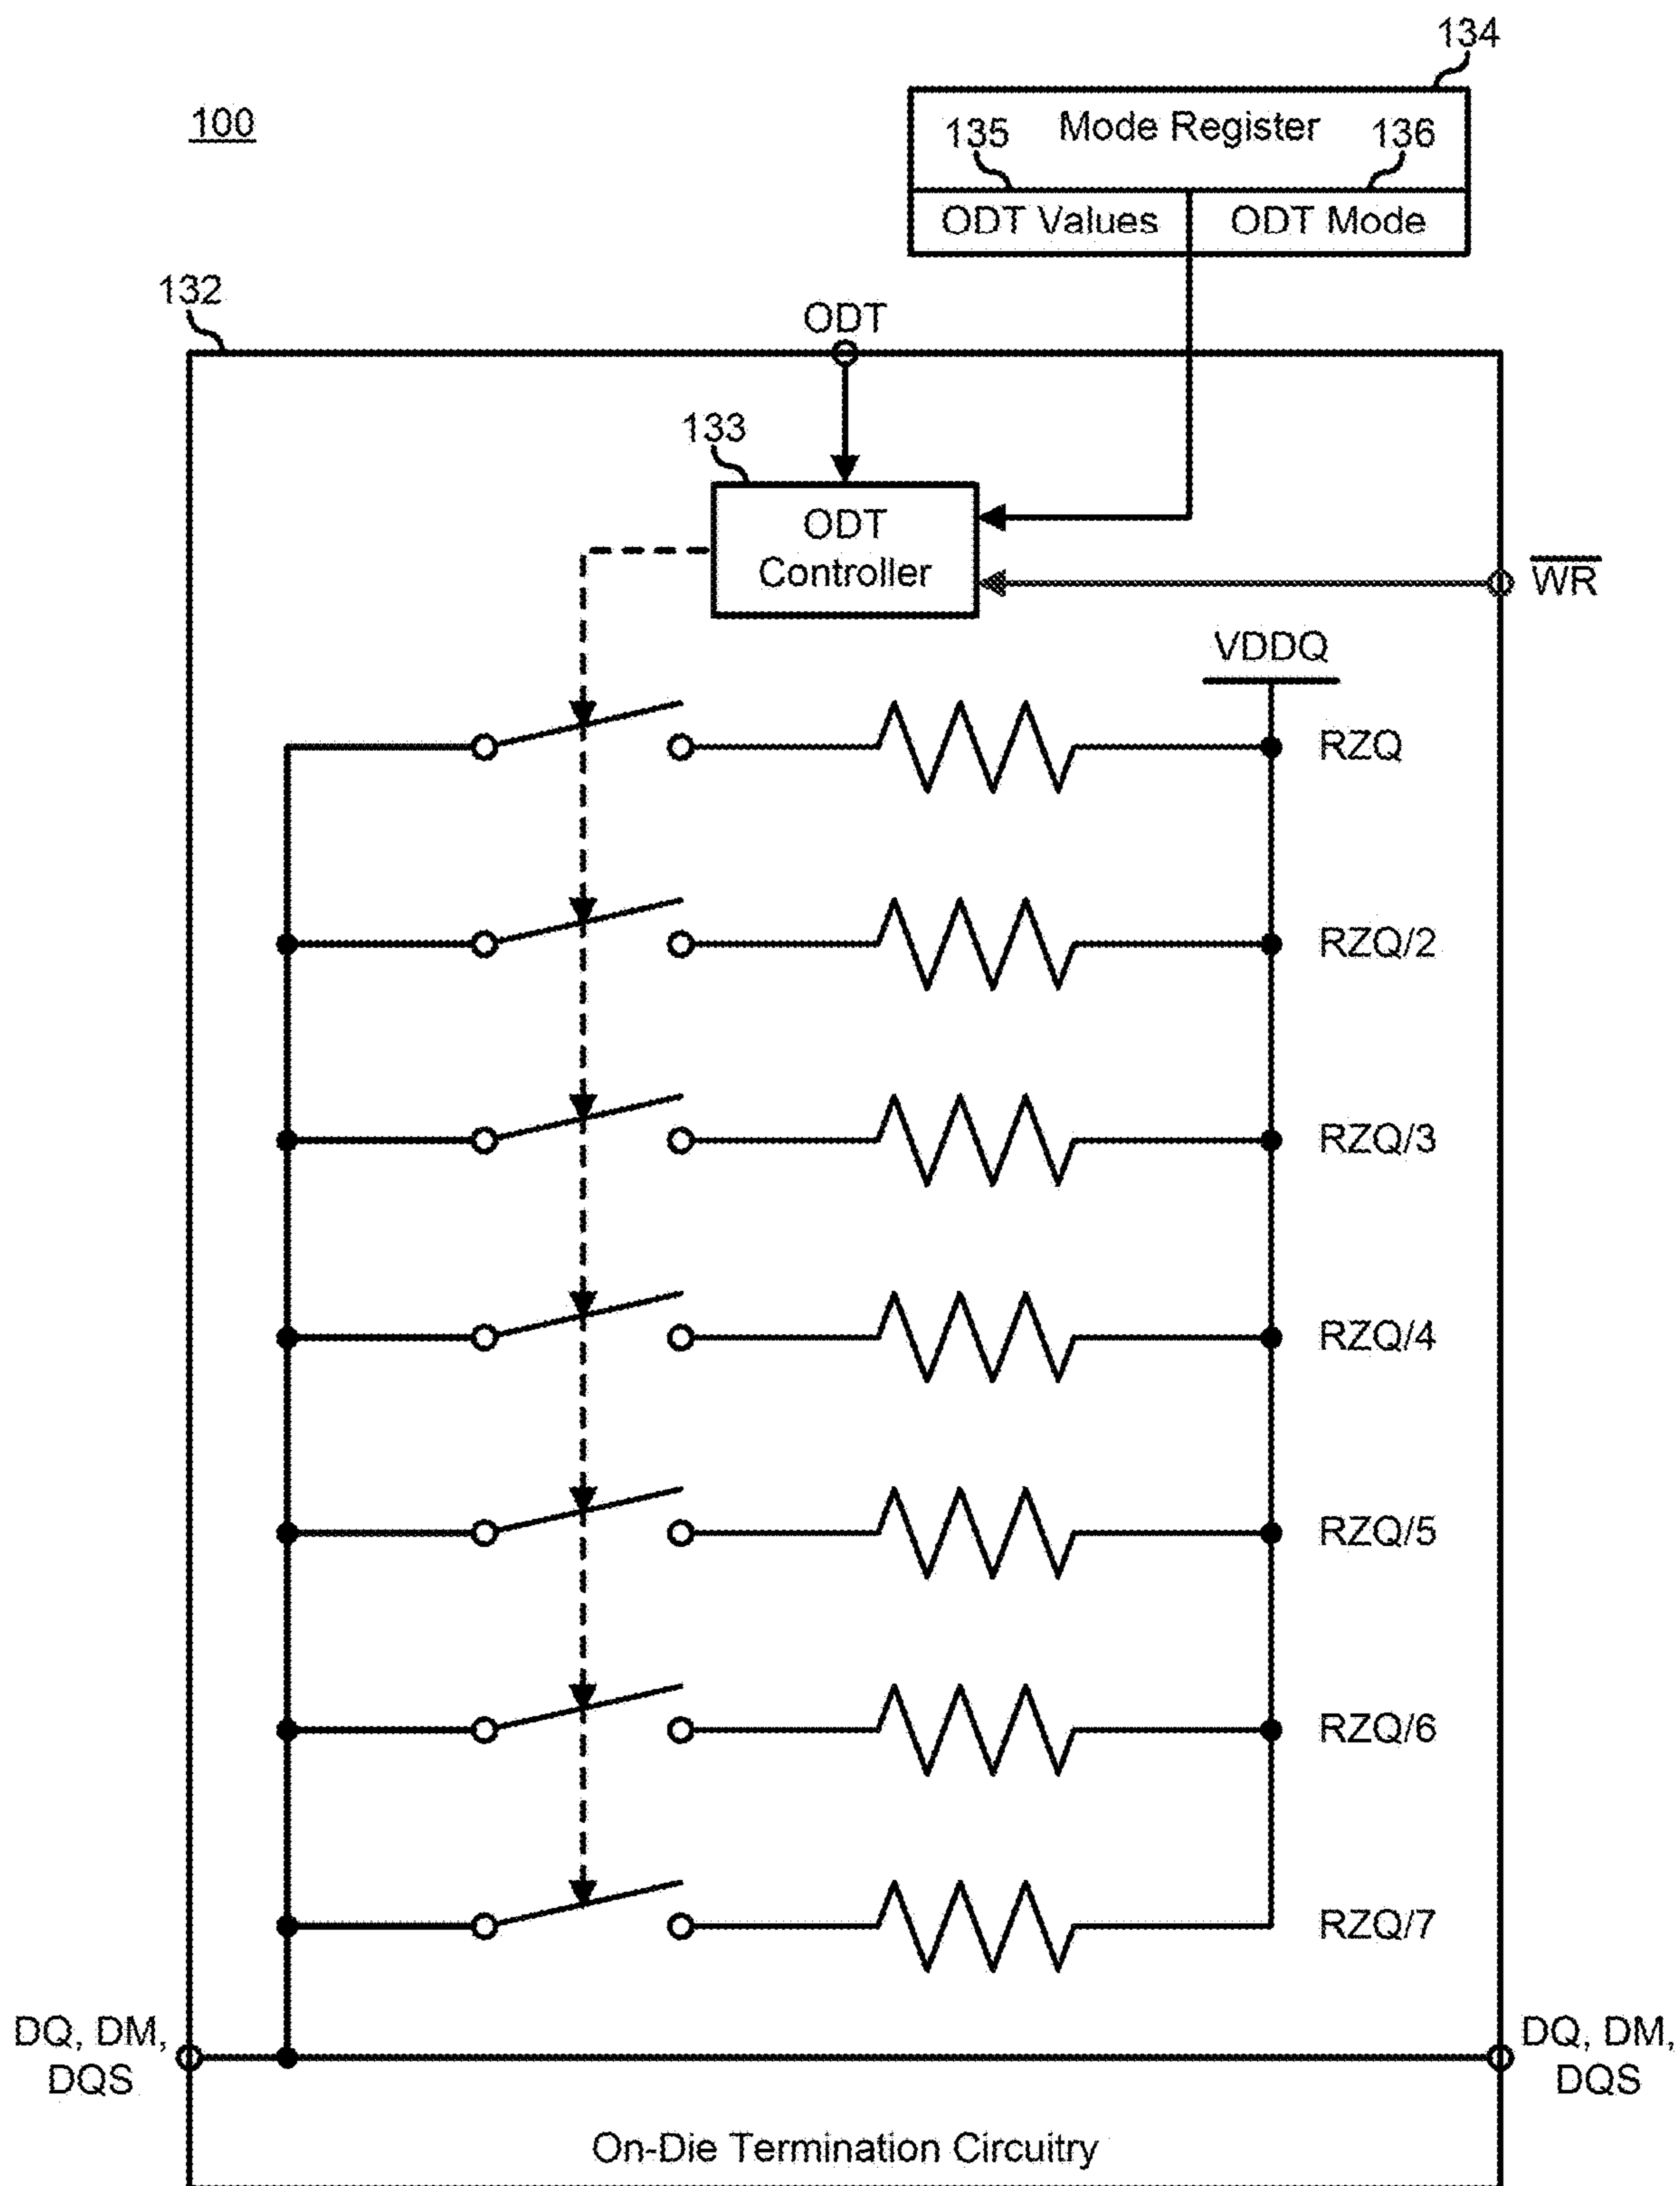 134
100
135
Mode Register
136
ODT Values
ODT Mode
132
ODT
133
ODT
Controller
W̅R̅
VDDQ
RZQ
RZQ/2
RZQ/3
RZQ/4
RZQ/5
RZQ/6
RZQ/7
DQ, DM,
DQS
DQ, DM,
DQS
On-Die Termination Circuitry